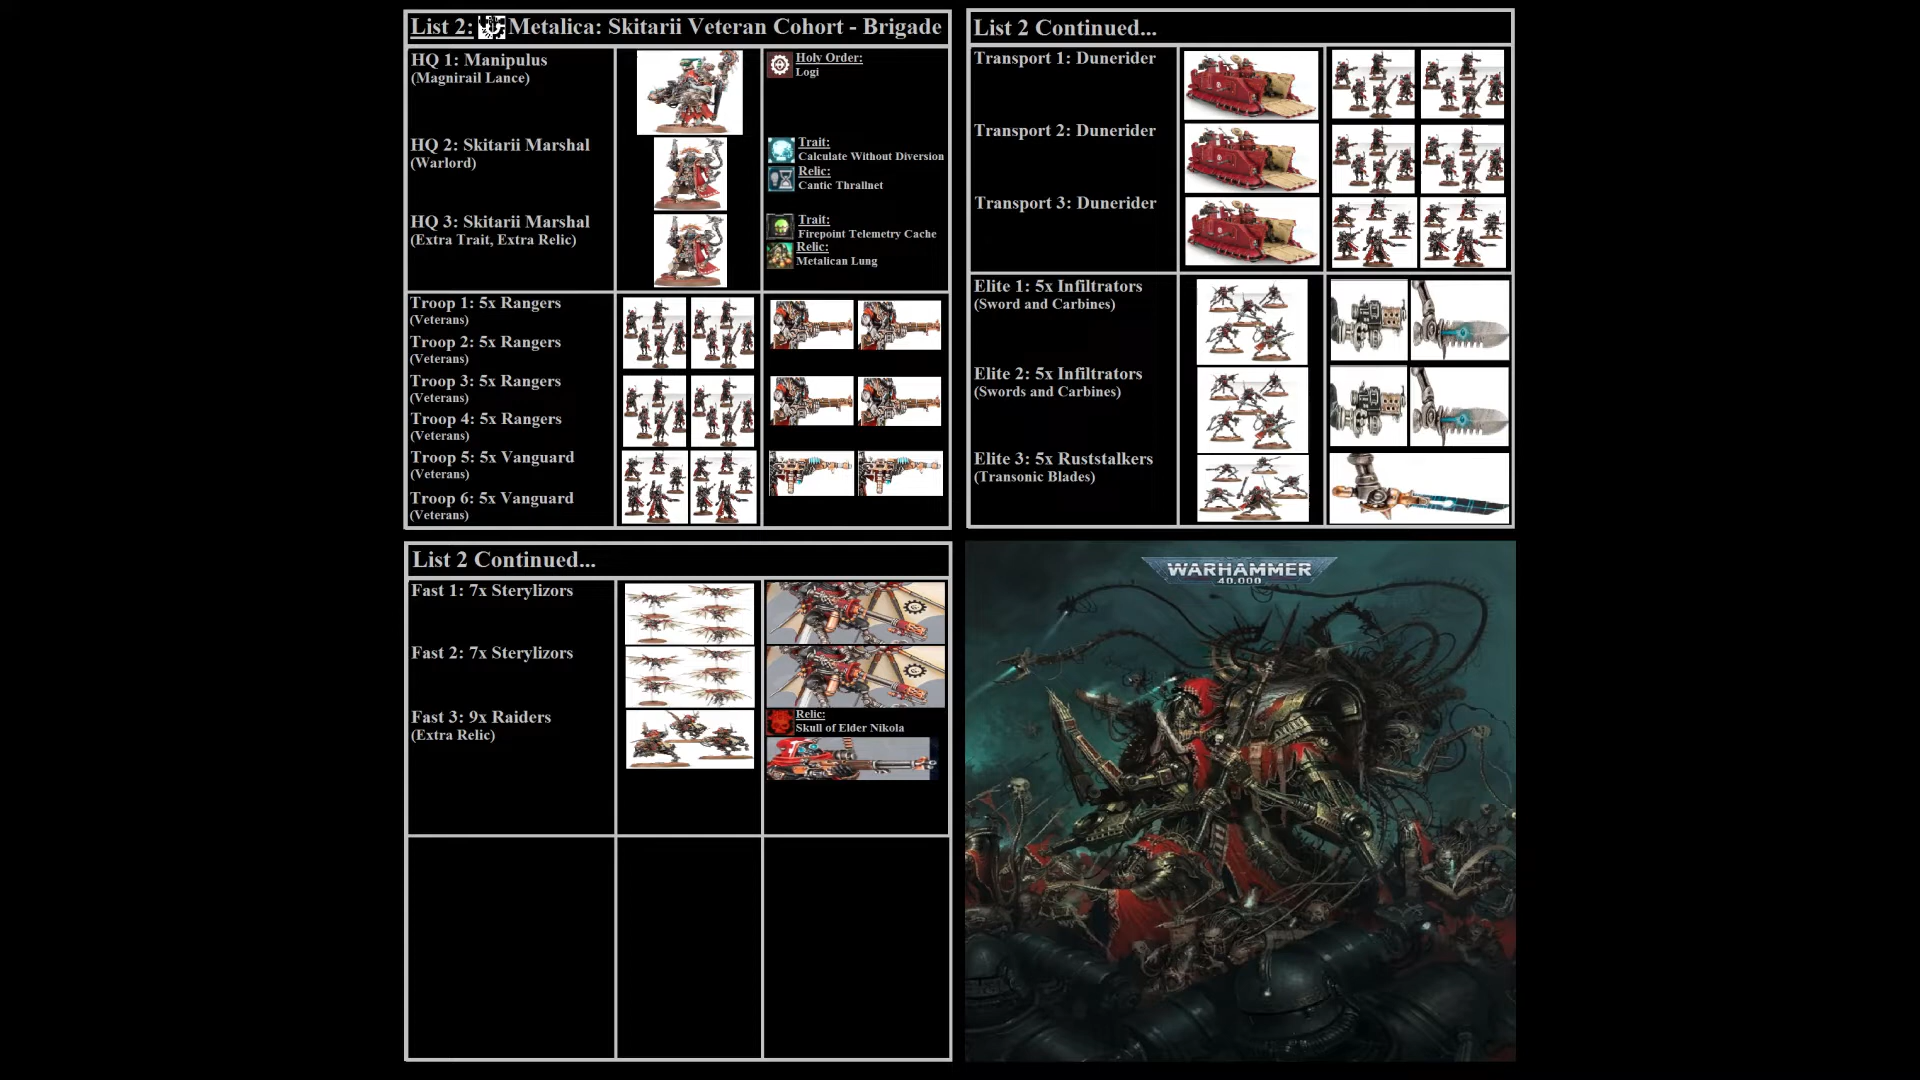 List 2: Metalica: Skitarii Veteran Cohort - Brigade
HQ 1: Manipulus
(Magnirail Lance)
Holy Order:
Logi
HQ 2: Skitarii Marshal
(Warlord)
Trait:
Calculate Without Diversion
Relic:
Cantic Thrallnet
HQ 3: Skitarii Marshal
(Extra Trait, Extra Relic)
Trait:
Firepoint Telemetry Cache
Relic:
Metalican Lung
Troop 1: 5x Rangers
(Veterans)
Troop 2: 5x Rangers
(Veterans)
Troop 3: 5x Rangers
(Veterans)
Troop 4: 5x Rangers
(Veterans)
Troop 5: 5x Vanguard
(Veterans)
Troop 6: 5x Vanguard
(Veterans)
List 2 Continued...
Transport 1: Dunerider
Transport 2: Dunerider
Transport 3: Dunerider
Elite 1: 5x Infiltrators
(Sword and Carbines)
Elite 2: 5x Infiltrators
(Swords and Carbines)
Elite 3: 5x Ruststalkers
(Transonic Blades)
List 2 Continued...
Fast 1: 7x Sterylizors
Fast 2: 7x Sterylizors
Fast 3: 9x Raiders
(Extra Relic)
Relic:
Skull of Elder Nikola
WARHAMMER
40,000